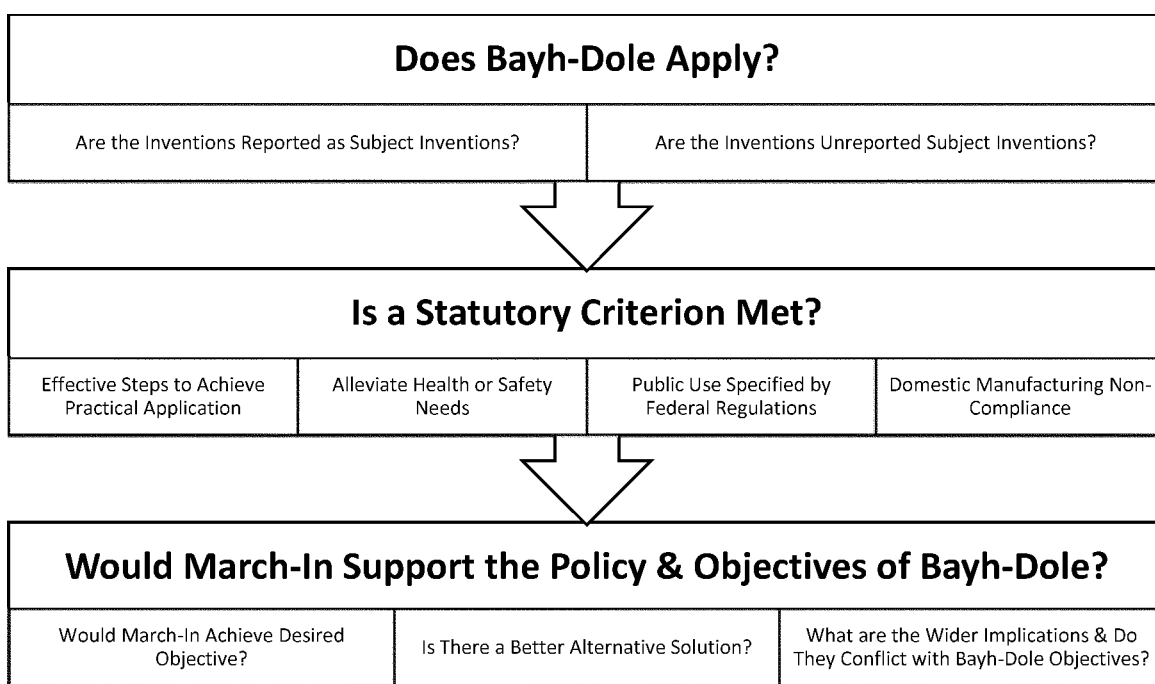 Does Bayh-Dole Apply?
Are the Inventions Reported as Subject Inventions?
Are the Inventions Unreported Subject Inventions?
Is a Statutory Criterion Met?
Effective Steps to Achieve
Practical Application
Alleviate Health or Safety
Needs
Public Use Specified by
Federal Regulations
Domestic Manufacturing Non-
Compliance
Would March-In Support the Policy & Objectives of Bayh-Dole?
Would March-In Achieve Desired
Objective?
Is There a Better Alternative Solution?
What are the Wider Implications & Do
They Conflict with Bayh-Dole Objectives?